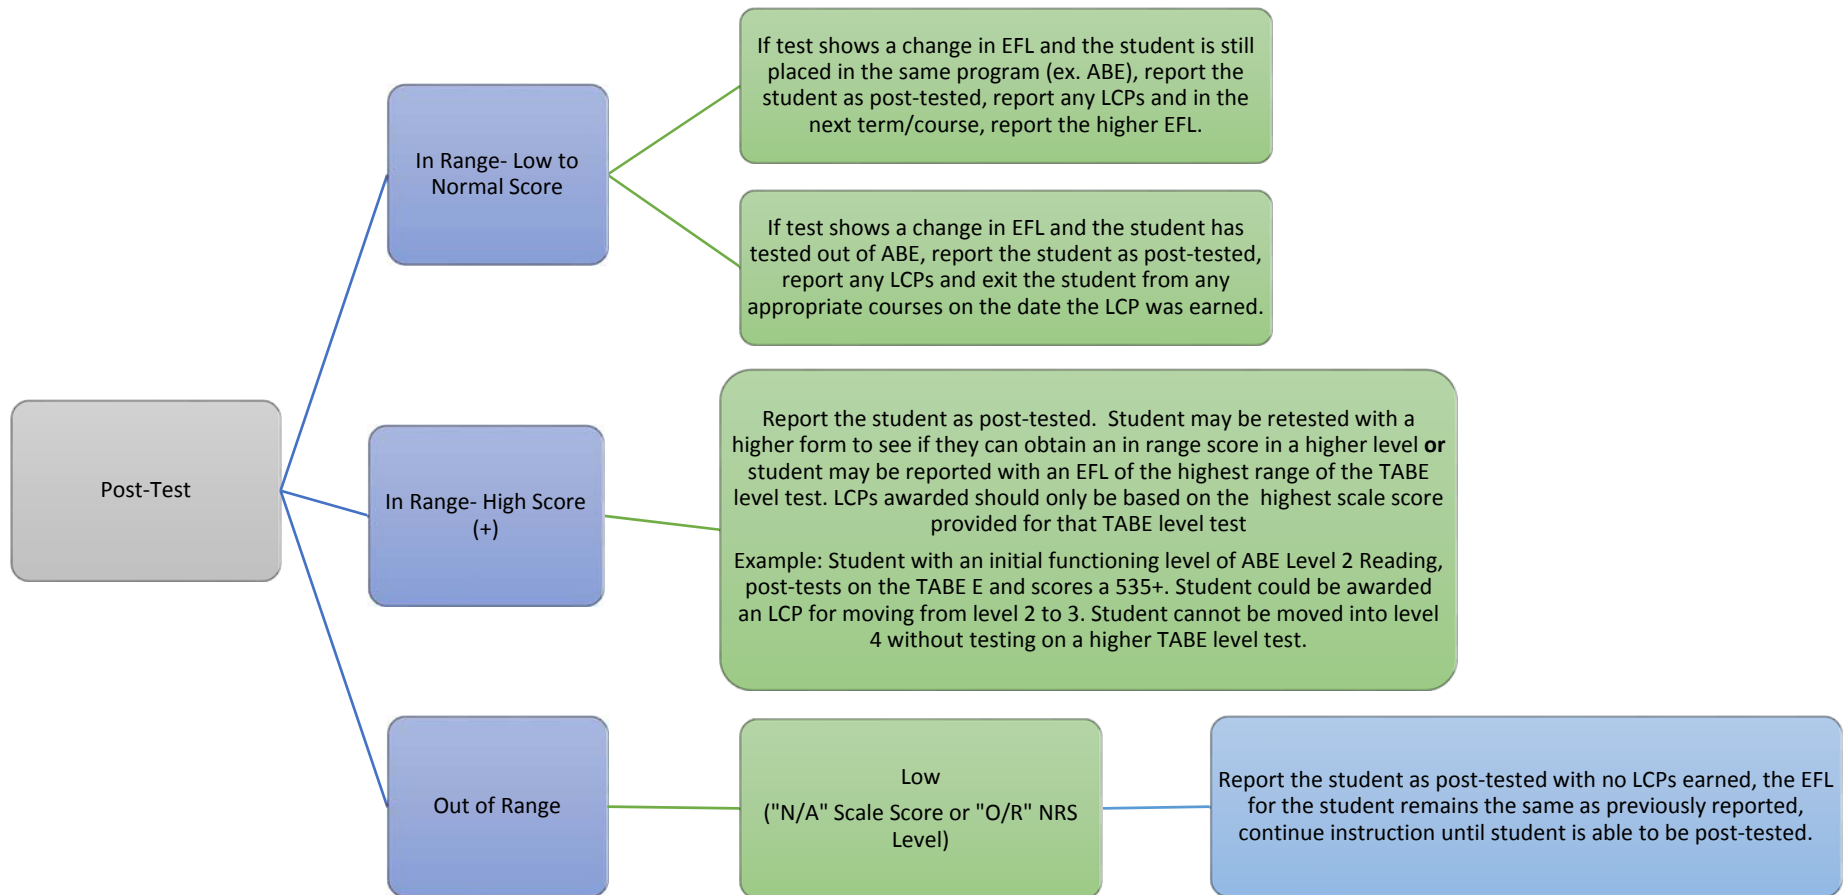 Post-Test
In Range- Low to
Normal Score
If test shows a change in EFL and the student is still
placed in the same program (ex. ABE), report the
student as post-tested, report any LCPs and in the
next term/course, report the higher EFL.
If test shows a change in EFL and the student has
tested out of ABE, report the student as post-tested,
report any LCPs and exit the student from any
appropriate courses on the date the LCP was earned.
In Range- High Score
(+)
Report the student as post-tested.  Student may be retested with a
higher form to see if they can obtain an in range score in a higher level or
student may be reported with an EFL of the highest range of the TABE
level test. LCPs awarded should only be based on the  highest scale score
provided for that TABE level test
Example: Student with an initial functioning level of ABE Level 2 Reading,
post-tests on the TABE E and scores a 535+. Student could be awarded
an LCP for moving from level 2 to 3. Student cannot be moved into level
4 without testing on a higher TABE level test.
Out of Range
Low
("N/A" Scale Score or "O/R" NRS
Level)
Report the student as post-tested with no LCPs earned, the EFL
for the student remains the same as previously reported,
continue instruction until student is able to be post-tested.